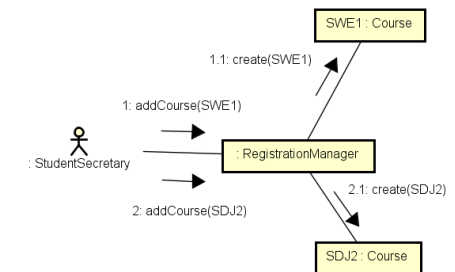 SWE1 : Course
1.1: create(SWE1)
1: addCourse(SWE1)
: StudentSecretary
: RegistrationManager
2.1: create(SDJ2)
2: addCourse(SDJ2)
SDJ2 : Course